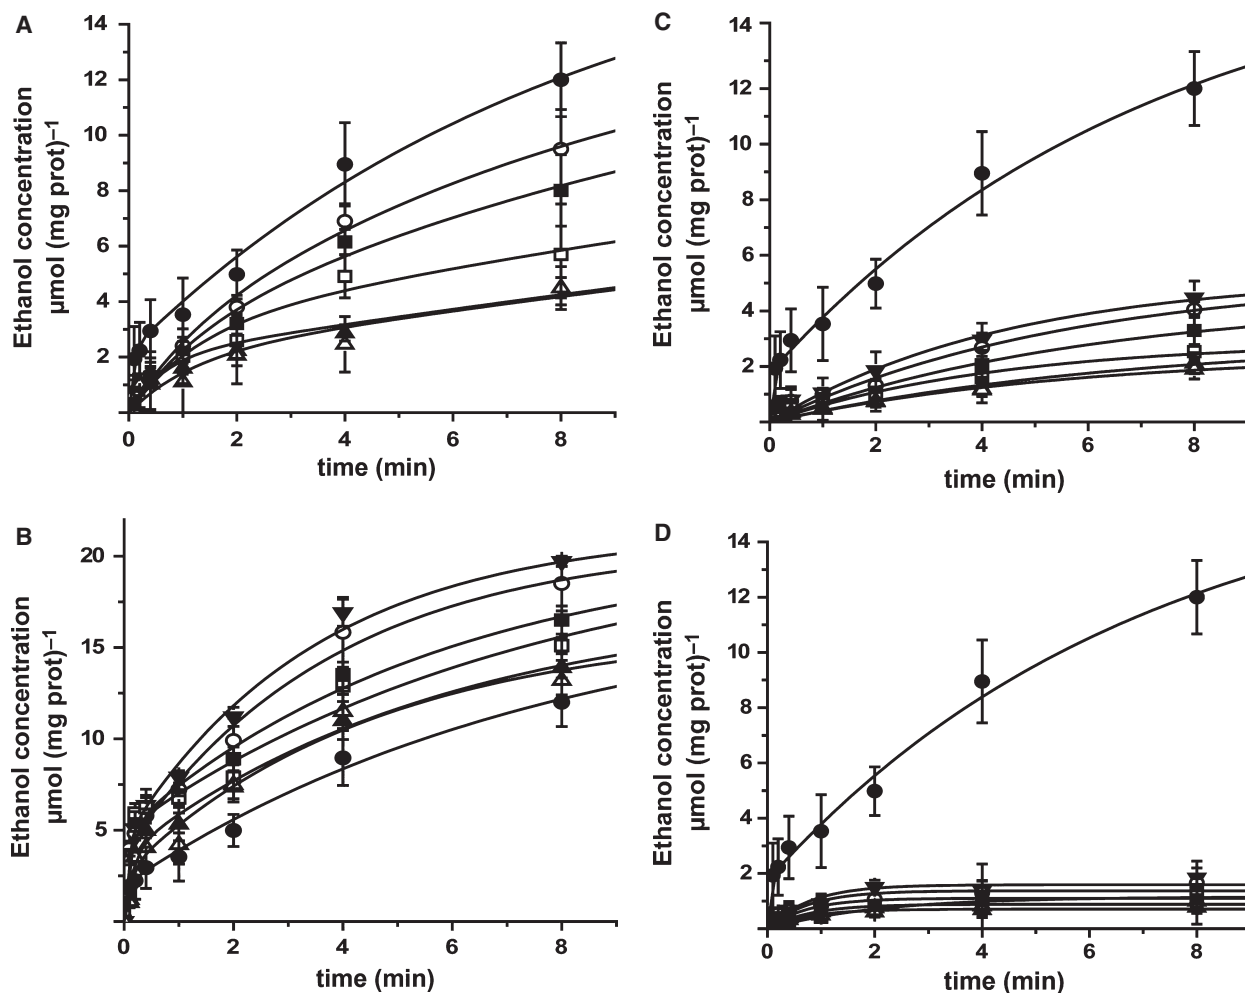 A
Ethanol concentration
µmol (mg prot)⁻¹
14
12
10
8
6
4
2
0 2 4 6 8
time (min)
C
Ethanol concentration
µmol (mg prot)⁻¹
14
12
10
8
6
4
2
0 2 4 6 8
time (min)
B
Ethanol concentration
µmol (mg prot)⁻¹
20
15
10
5
0 2 4 6 8
time (min)
D
Ethanol concentration
µmol (mg prot)⁻¹
14
12
10
8
6
4
2
0 2 4 6 8
time (min)